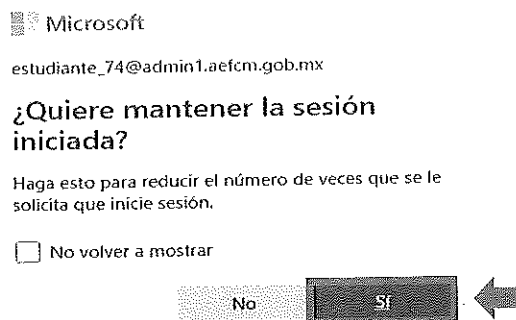 Microsoft
estudiante_74@admin1.aefcm.gob.mx
¿Quiere mantener la sesión
iniciada?
Haga esto para reducir el número de veces que se le
solicita que inicie sesión.
No volver a mostrar
No
Sí